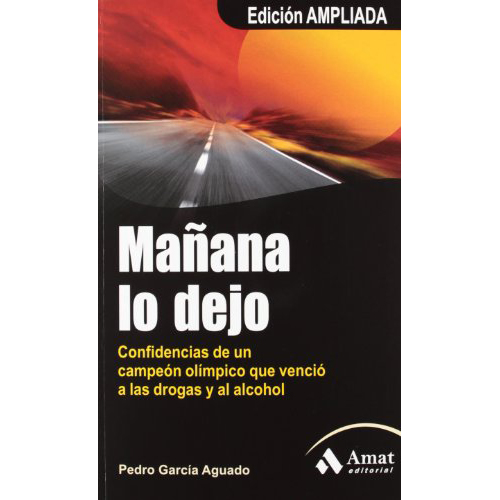 Edición AMPLIADA
Mañana
lo dejo
Confidencias de un
campeón olímpico que venció
a las drogas y al alcohol
Pedro García Aguado
Amat
editorial